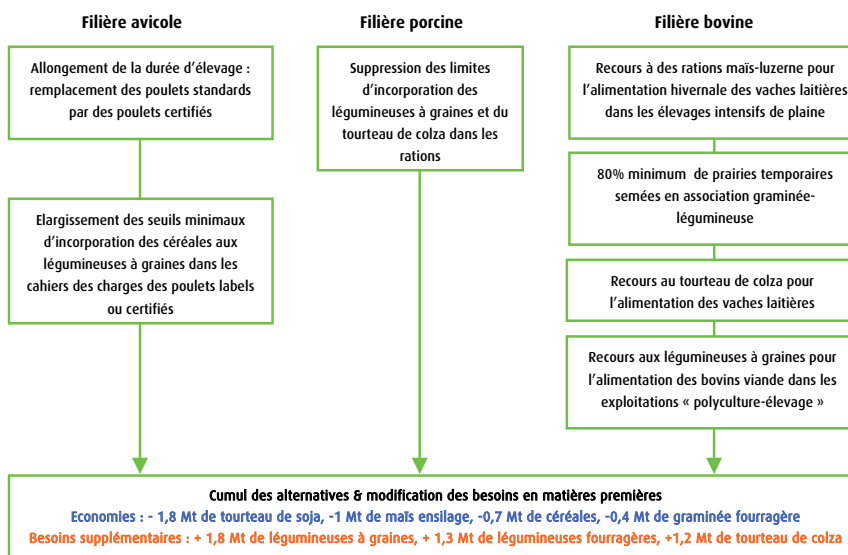 Filière avicole
Allongement de la durée d'élevage :
remplacement des poulets standards
par des poulets certifiés
Elargissement des seuils minimaux
d'incorporation des céréales aux
légumineuses à graines dans les
cahiers des charges des poulets labels
ou certifiés
Filière porcine
Suppression des limites
d'incorporation des
légumineuses à graines et du
tourteau de colza dans les
rations
Filière bovine
Recours à des rations maïs-luzerne pour
l'alimentation hivernale des vaches laitières
dans les élevages intensifs de plaine
80% minimum de prairies temporaires
semées en association graminée-
légumineuse
Recours au tourteau de colza pour
l'alimentation des vaches laitières
Recours aux légumineuses à graines pour
l'alimentation des bovins viande dans les
exploitations « polyculture-élevage »
Cumul des alternatives & modification des besoins en matières premières
Economies : - 1,8 Mt de tourteau de soja, -1 Mt de maïs ensilage, -0,7 Mt de céréales, -0,4 Mt de graminée fourragère
Besoins supplémentaires : + 1,8 Mt de légumineuses à graines, + 1,3 Mt de légumineuses fourragères, +1,2 Mt de tourteau de colza